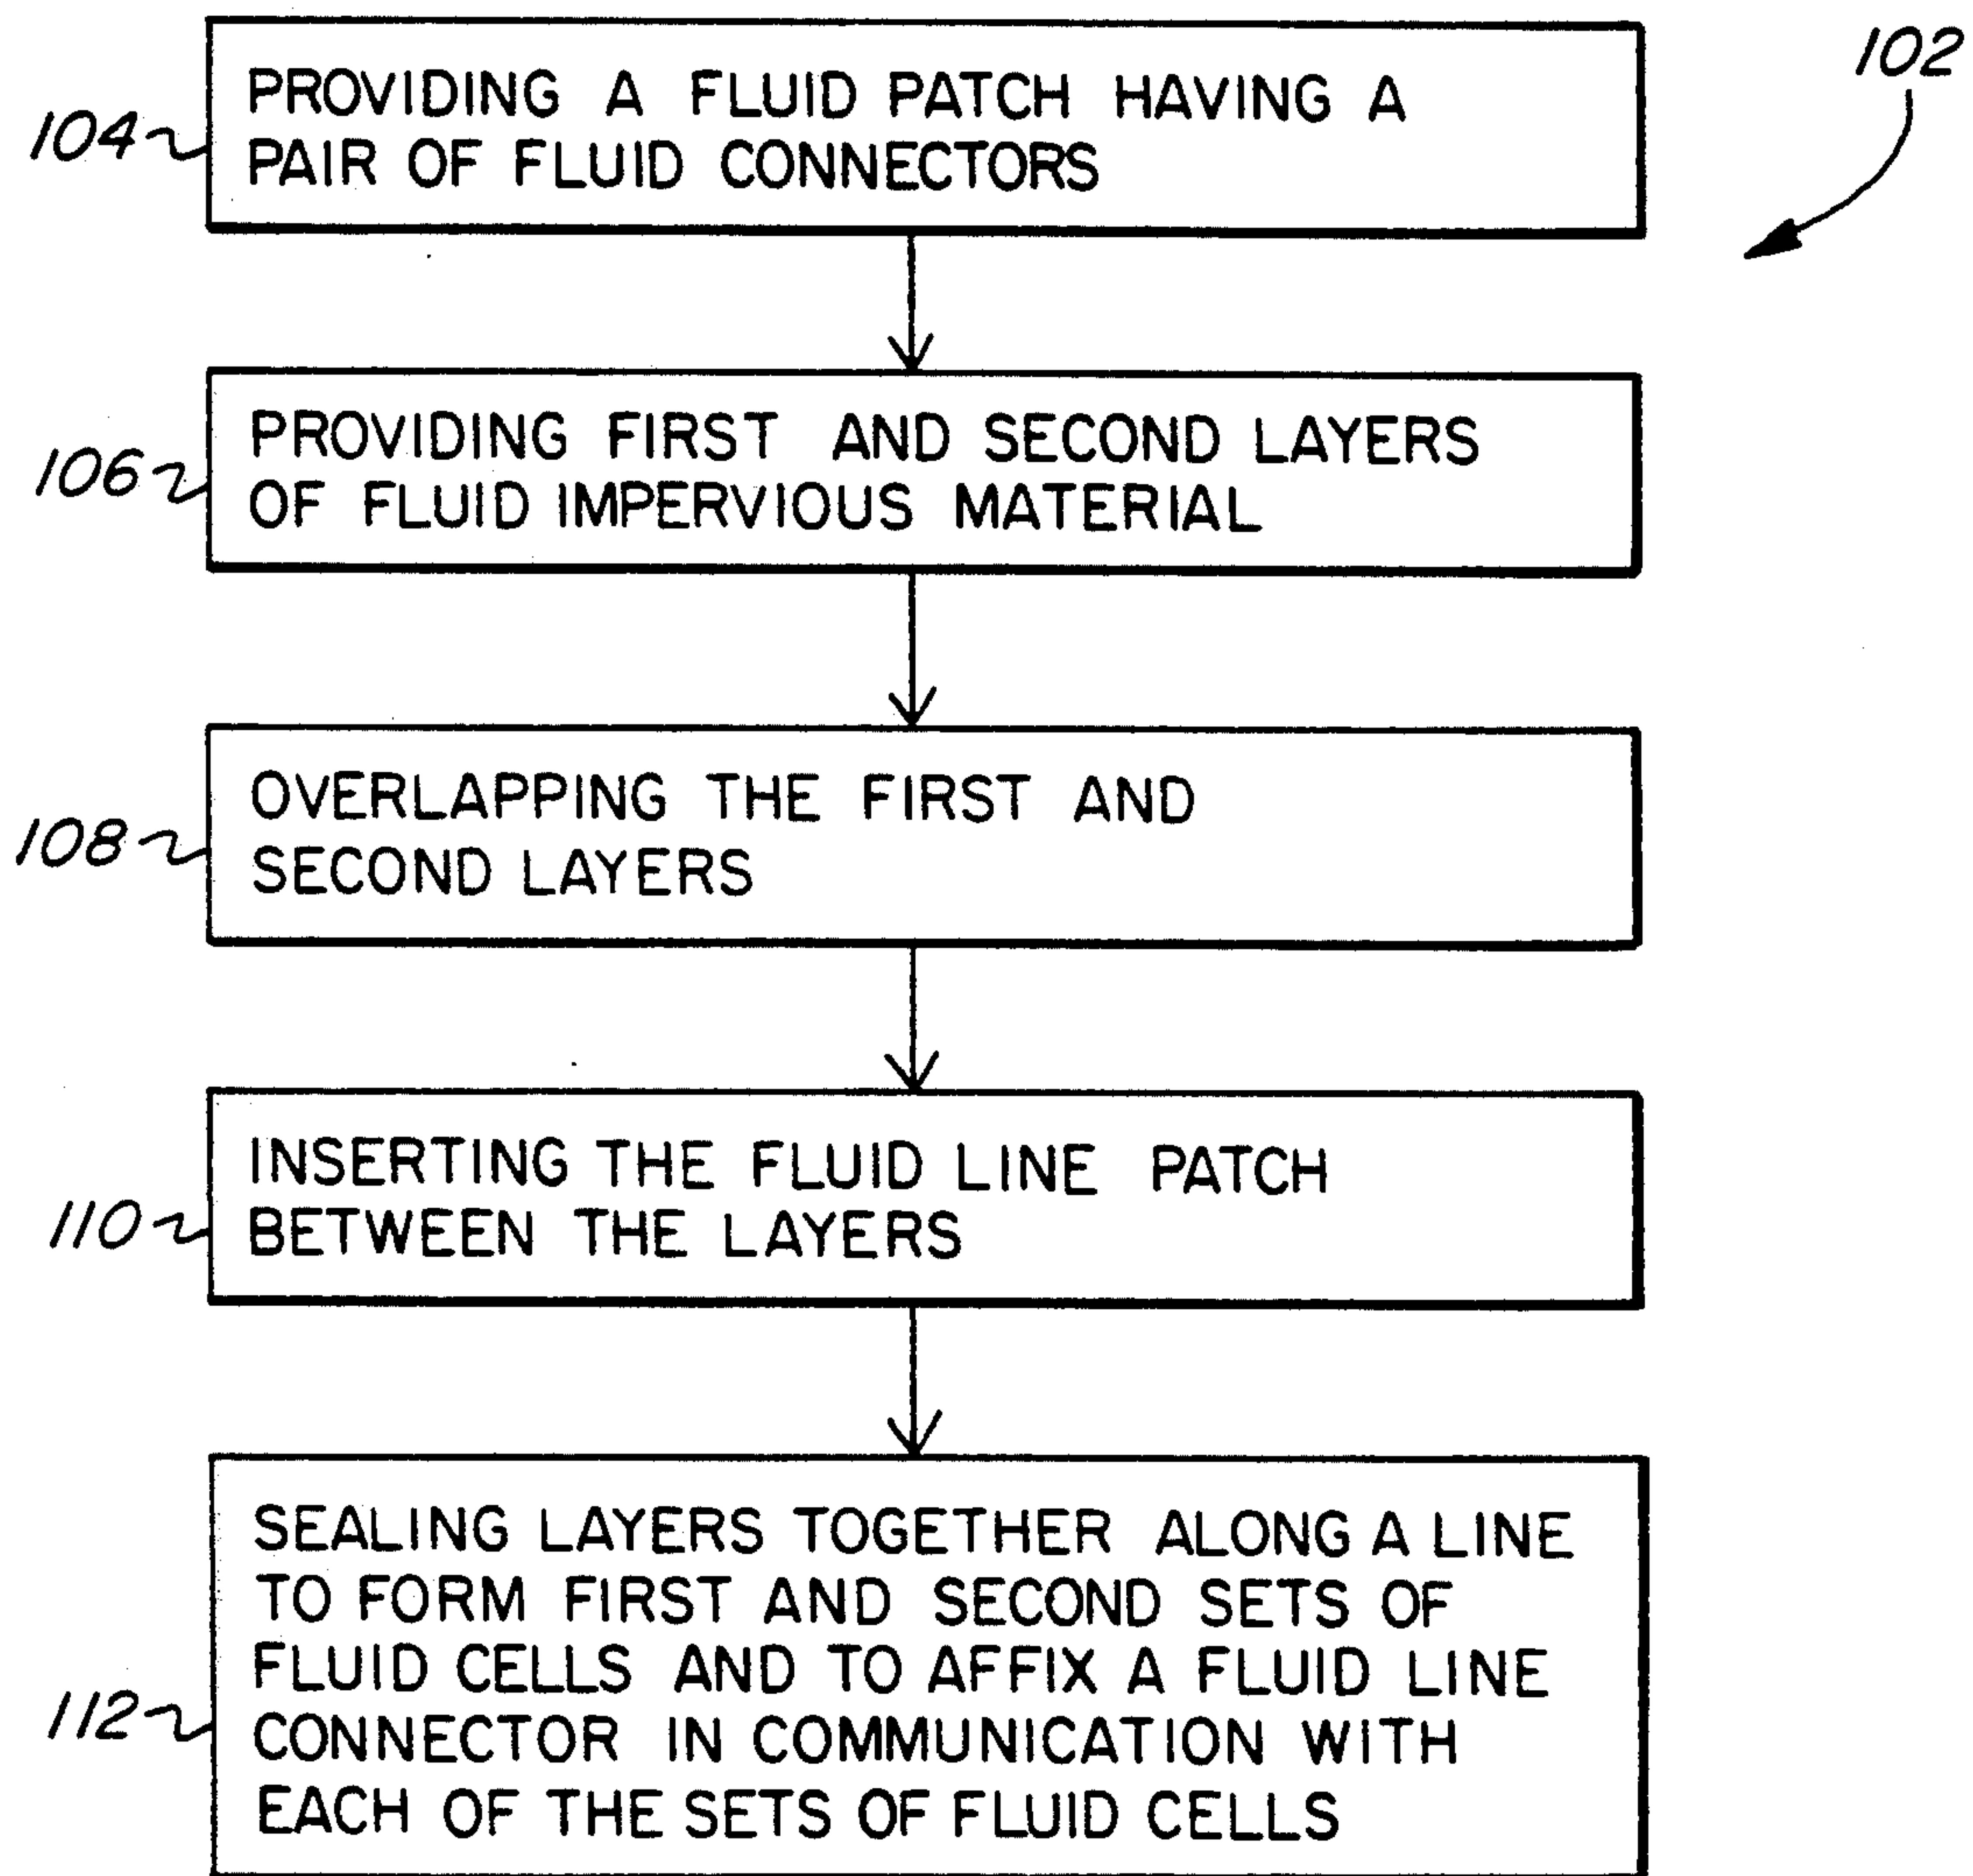 102
104
PROVIDING A FLUID PATCH HAVING A
PAIR OF FLUID CONNECTORS
106
PROVIDING FIRST AND SECOND LAYERS
OF FLUID IMPERVIOUS MATERIAL
108
OVERLAPPING THE FIRST AND
SECOND LAYERS
110
INSERTING THE FLUID LINE PATCH
BETWEEN THE LAYERS
112
SEALING LAYERS TOGETHER ALONG A LINE
TO FORM FIRST AND SECOND SETS OF
FLUID CELLS AND TO AFFIX A FLUID LINE
CONNECTOR IN COMMUNICATION WITH
EACH OF THE SETS OF FLUID CELLS